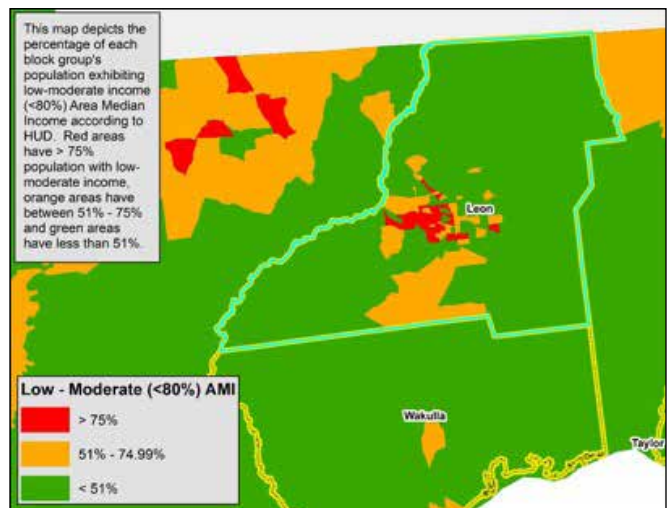 This map depicts the
percentage of each
block group's
population exhibiting
low-moderate income
(<80%) Area Median
Income according to
HUD. Red areas
have > 75%
population with low-
moderate income,
orange areas have
between 51% - 75%
and green areas
have less than 51%.
Leon
Low - Moderate (<80%) AMI
> 75%
51% - 74.99%
< 51%
Wakulla
Taylor